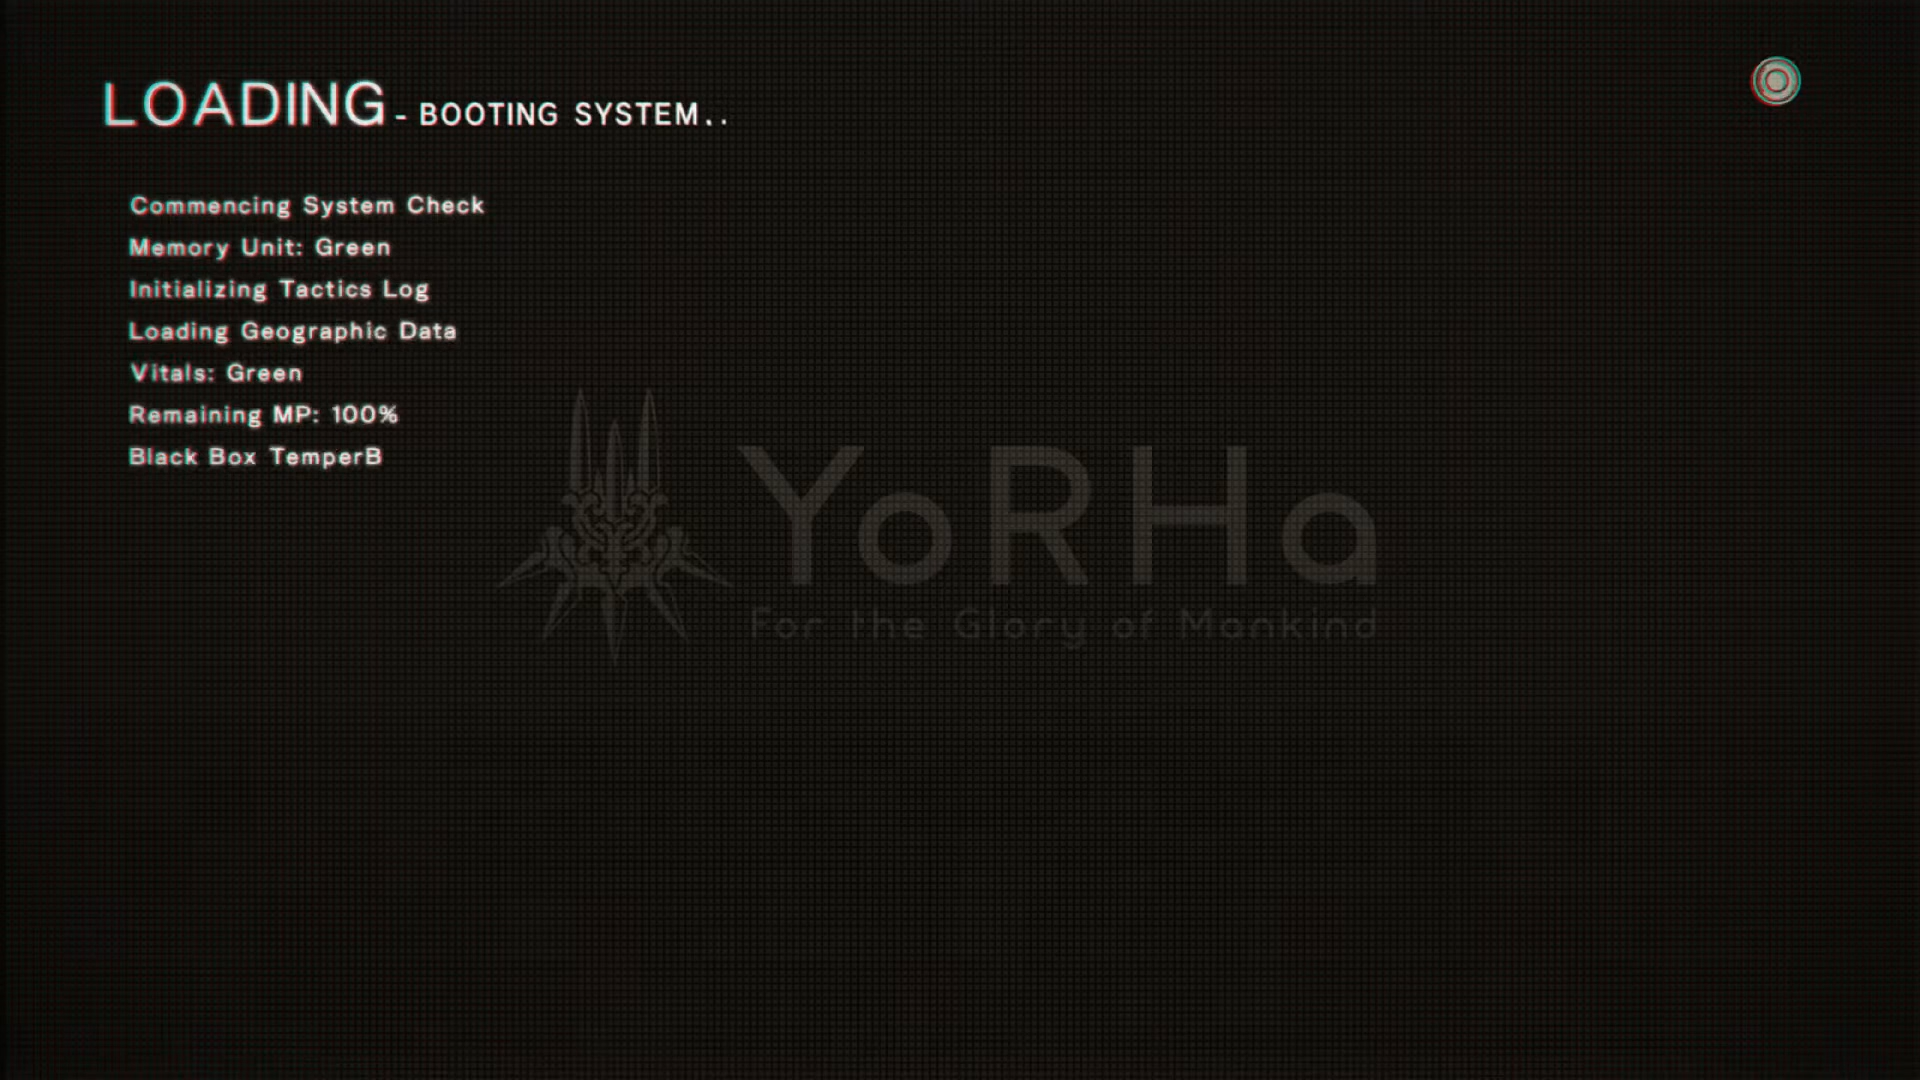 LOADING - BOOTING SYSTEM..
Commencing System Check
Memory Unit: Green
Initializing Tactics Log
Loading Geographic Data
Vitals: Green
Remaining MP: 100%
Black Box TemperB
YoRHa
For the Glory of Mankind